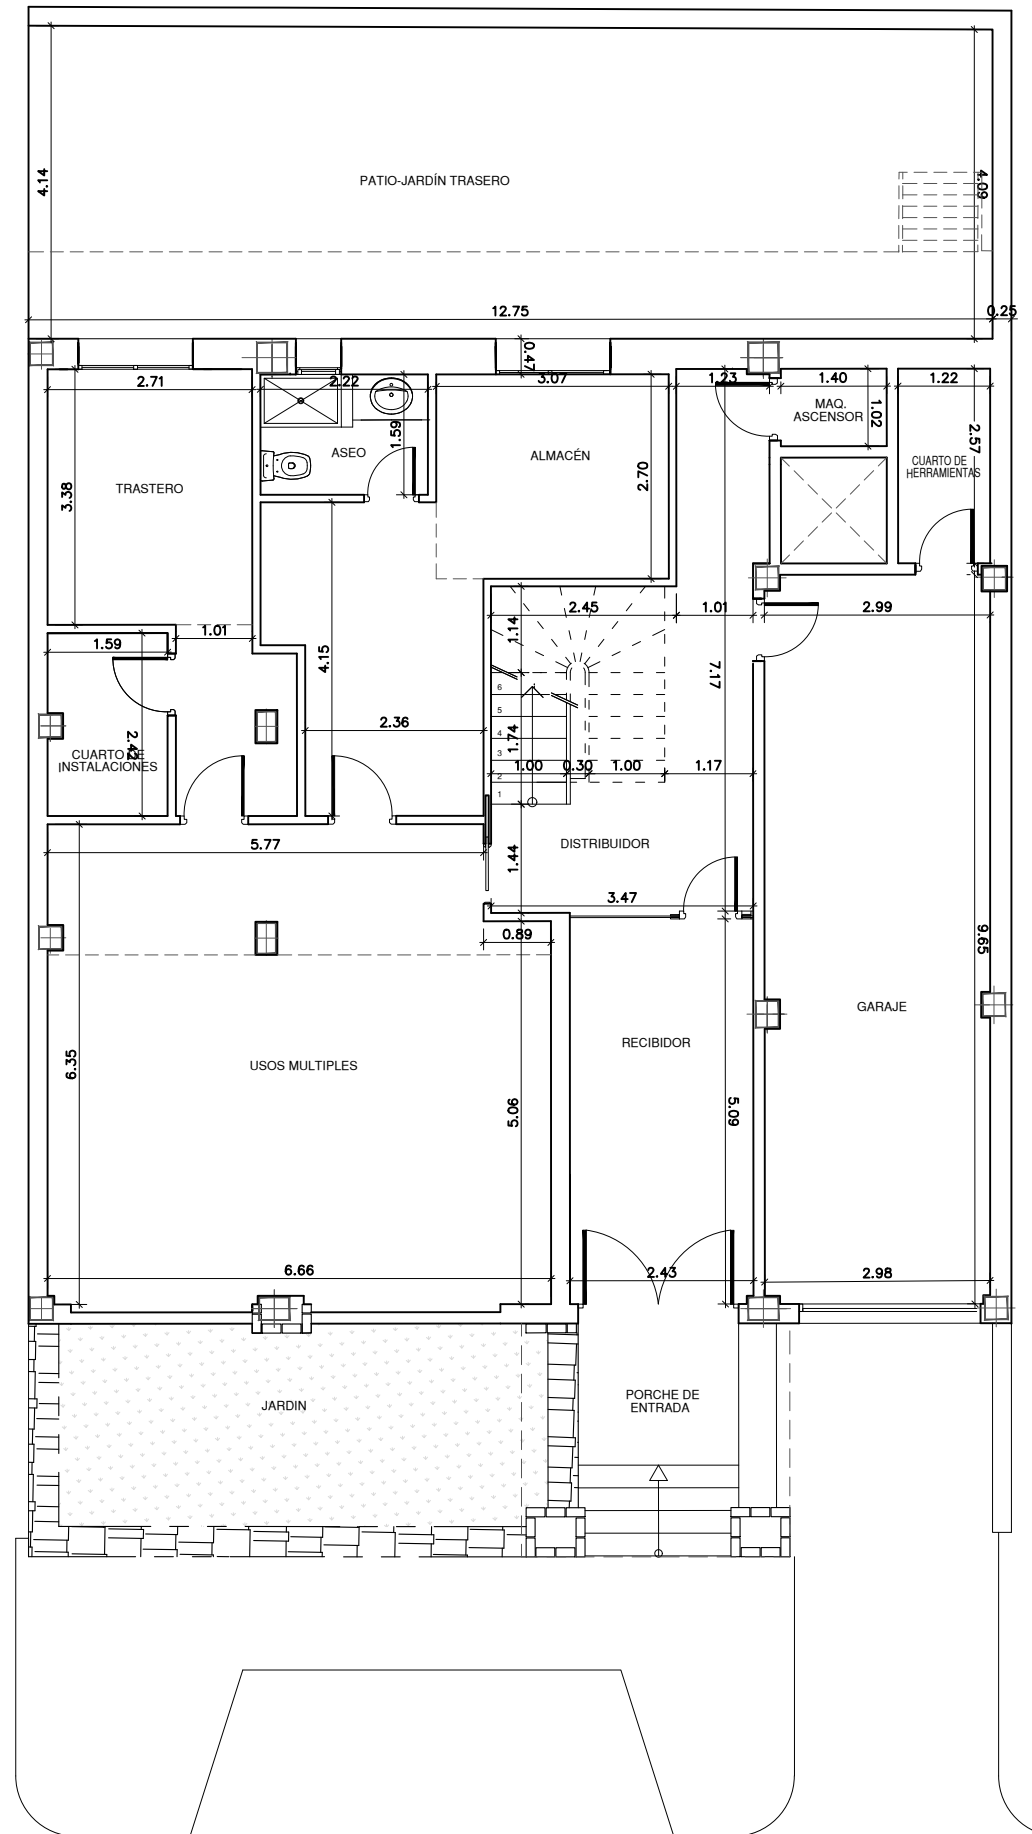 4.14
PATIO-JARDÍN TRASERO
4.09
12.75
0.25
0.47
2.71
2.22
3.07
1.23
1.40
1.22
MAQ.
ASCENSOR
1.02
1.59
ASEO
ALMACÉN
2.57
CUARTO DE
HERRAMIENTAS
3.38
TRASTERO
2.70
2.45
1.01
2.99
1.14
1.59
1.01
4.15
7.17
6
5
4
3
2
1
2.36
1.74
2.42
CUARTO DE
INSTALACIONES
1.00
0.30
1.00
1.17
5.77
1.44
DISTRIBUIDOR
3.47
0.89
9.65
GARAJE
RECIBIDOR
6.35
USOS MULTIPLES
5.06
5.09
6.66
2.43
2.98
JARDIN
PORCHE DE
ENTRADA